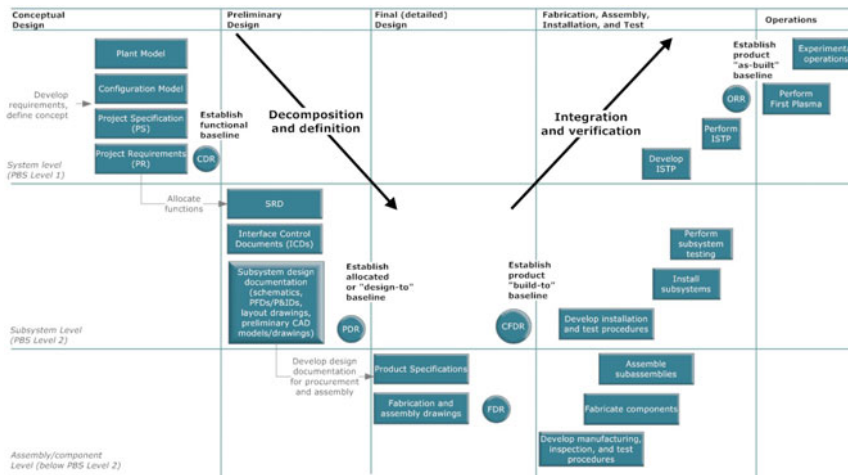 Conceptual
Design
Preliminary
Design
Final (detailed)
Design
Fabrication, Assembly,
Installation, and Test
Operations
Plant Model
Configuration Model
Project Specification
(PS)
Project Requirements
(PR)
Develop
requirements,
define concept
Establish
functional
baseline
CDR
System level
(PBS Level 1)
Allocate
functions
Decomposition
and definition
Integration
and verification
Establish
product
"as-built"
baseline
ORR
Experimental
operations
Perform
First Plasma
Perform
ISTP
Develop
ISTP
SRD
Interface Control
Documents (ICDs)
Subsystem design
documentation
(schematics,
PFDs/P&IDs,
layout drawings,
preliminary CAD
models/drawings)
Establish
allocated
or "design-to"
baseline
PDR
Establish
product
"build-to"
baseline
CFDR
Perform
subsystem
testing
Install
subsystems
Develop installation
and test procedures
Subsystem Level
(PBS Level 2)
Develop design
documentation
for procurement
and assembly
Product Specifications
Fabrication and
assembly drawings
FDR
Assemble
subassemblies
Fabricate components
Develop manufacturing,
inspection, and test
procedures
Assembly/component
Level (below PBS Level 2)